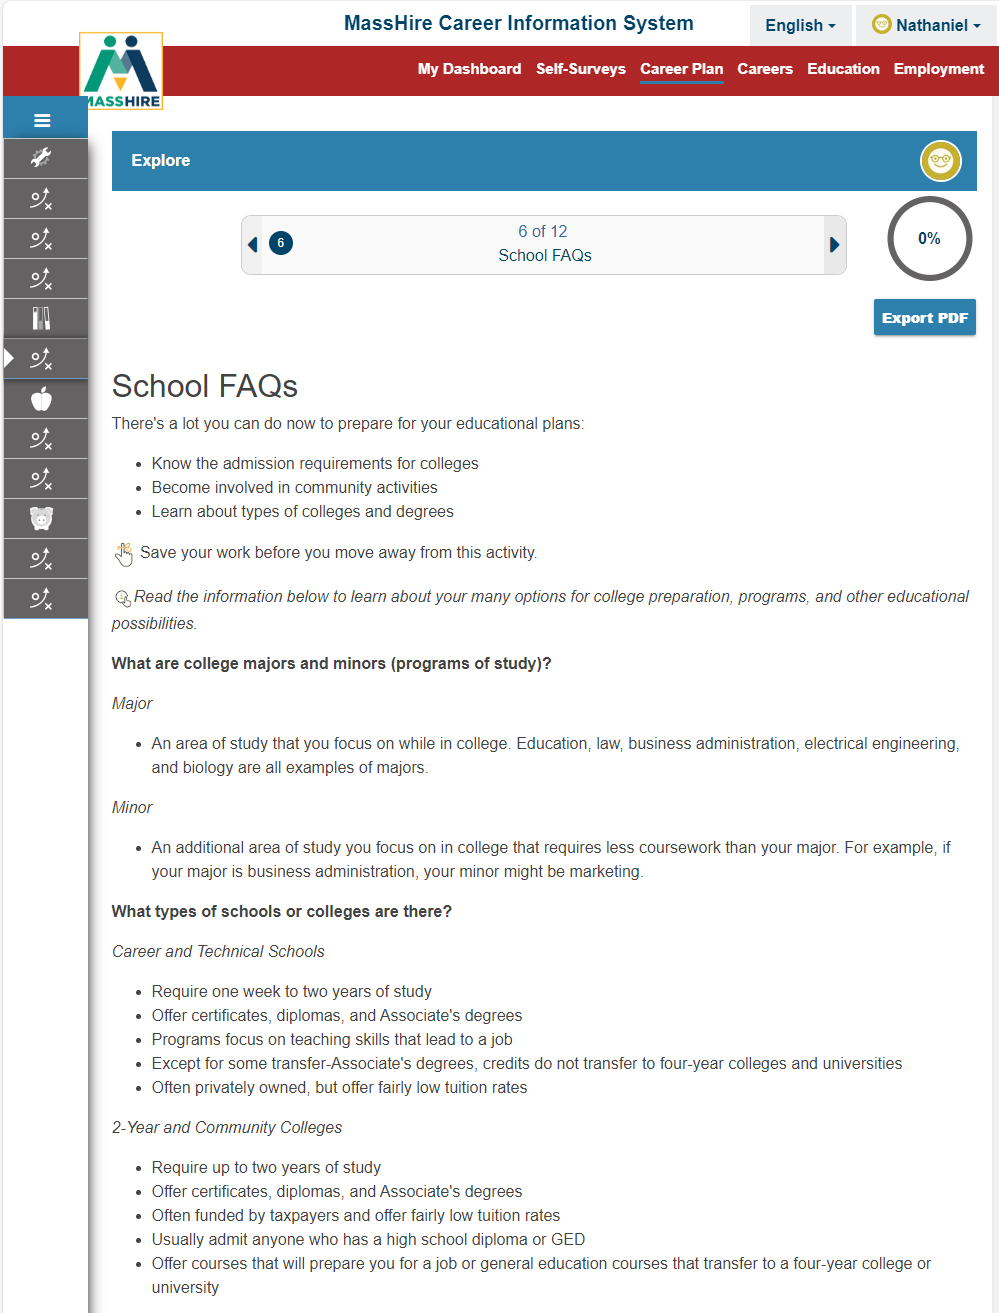 MassHire Career Information System
English
Nathaniel
MASSHIRE
My Dashboard
Self-Surveys
Career Plan
Careers
Education
Employment
Explore
6
6 of 12
School FAQs
0%
Export PDF
School FAQs
There's a lot you can do now to prepare for your educational plans:
• Know the admission requirements for colleges
• Become involved in community activities
• Learn about types of colleges and degrees
Save your work before you move away from this activity.
Read the information below to learn about your many options for college preparation, programs, and other educational
possibilities.
What are college majors and minors (programs of study)?
Major
• An area of study that you focus on while in college. Education, law, business administration, electrical engineering,
and biology are all examples of majors.
Minor
• An additional area of study you focus on in college that requires less coursework than your major. For example, if
your major is business administration, your minor might be marketing.
What types of schools or colleges are there?
Career and Technical Schools
• Require one week to two years of study
• Offer certificates, diplomas, and Associate's degrees
• Programs focus on teaching skills that lead to a job
• Except for some transfer-Associate's degrees, credits do not transfer to four-year colleges and universities
• Often privately owned, but offer fairly low tuition rates
2-Year and Community Colleges
• Require up to two years of study
• Offer certificates, diplomas, and Associate's degrees
• Often funded by taxpayers and offer fairly low tuition rates
• Usually admit anyone who has a high school diploma or GED
• Offer courses that will prepare you for a job or general education courses that transfer to a four-year college or
university